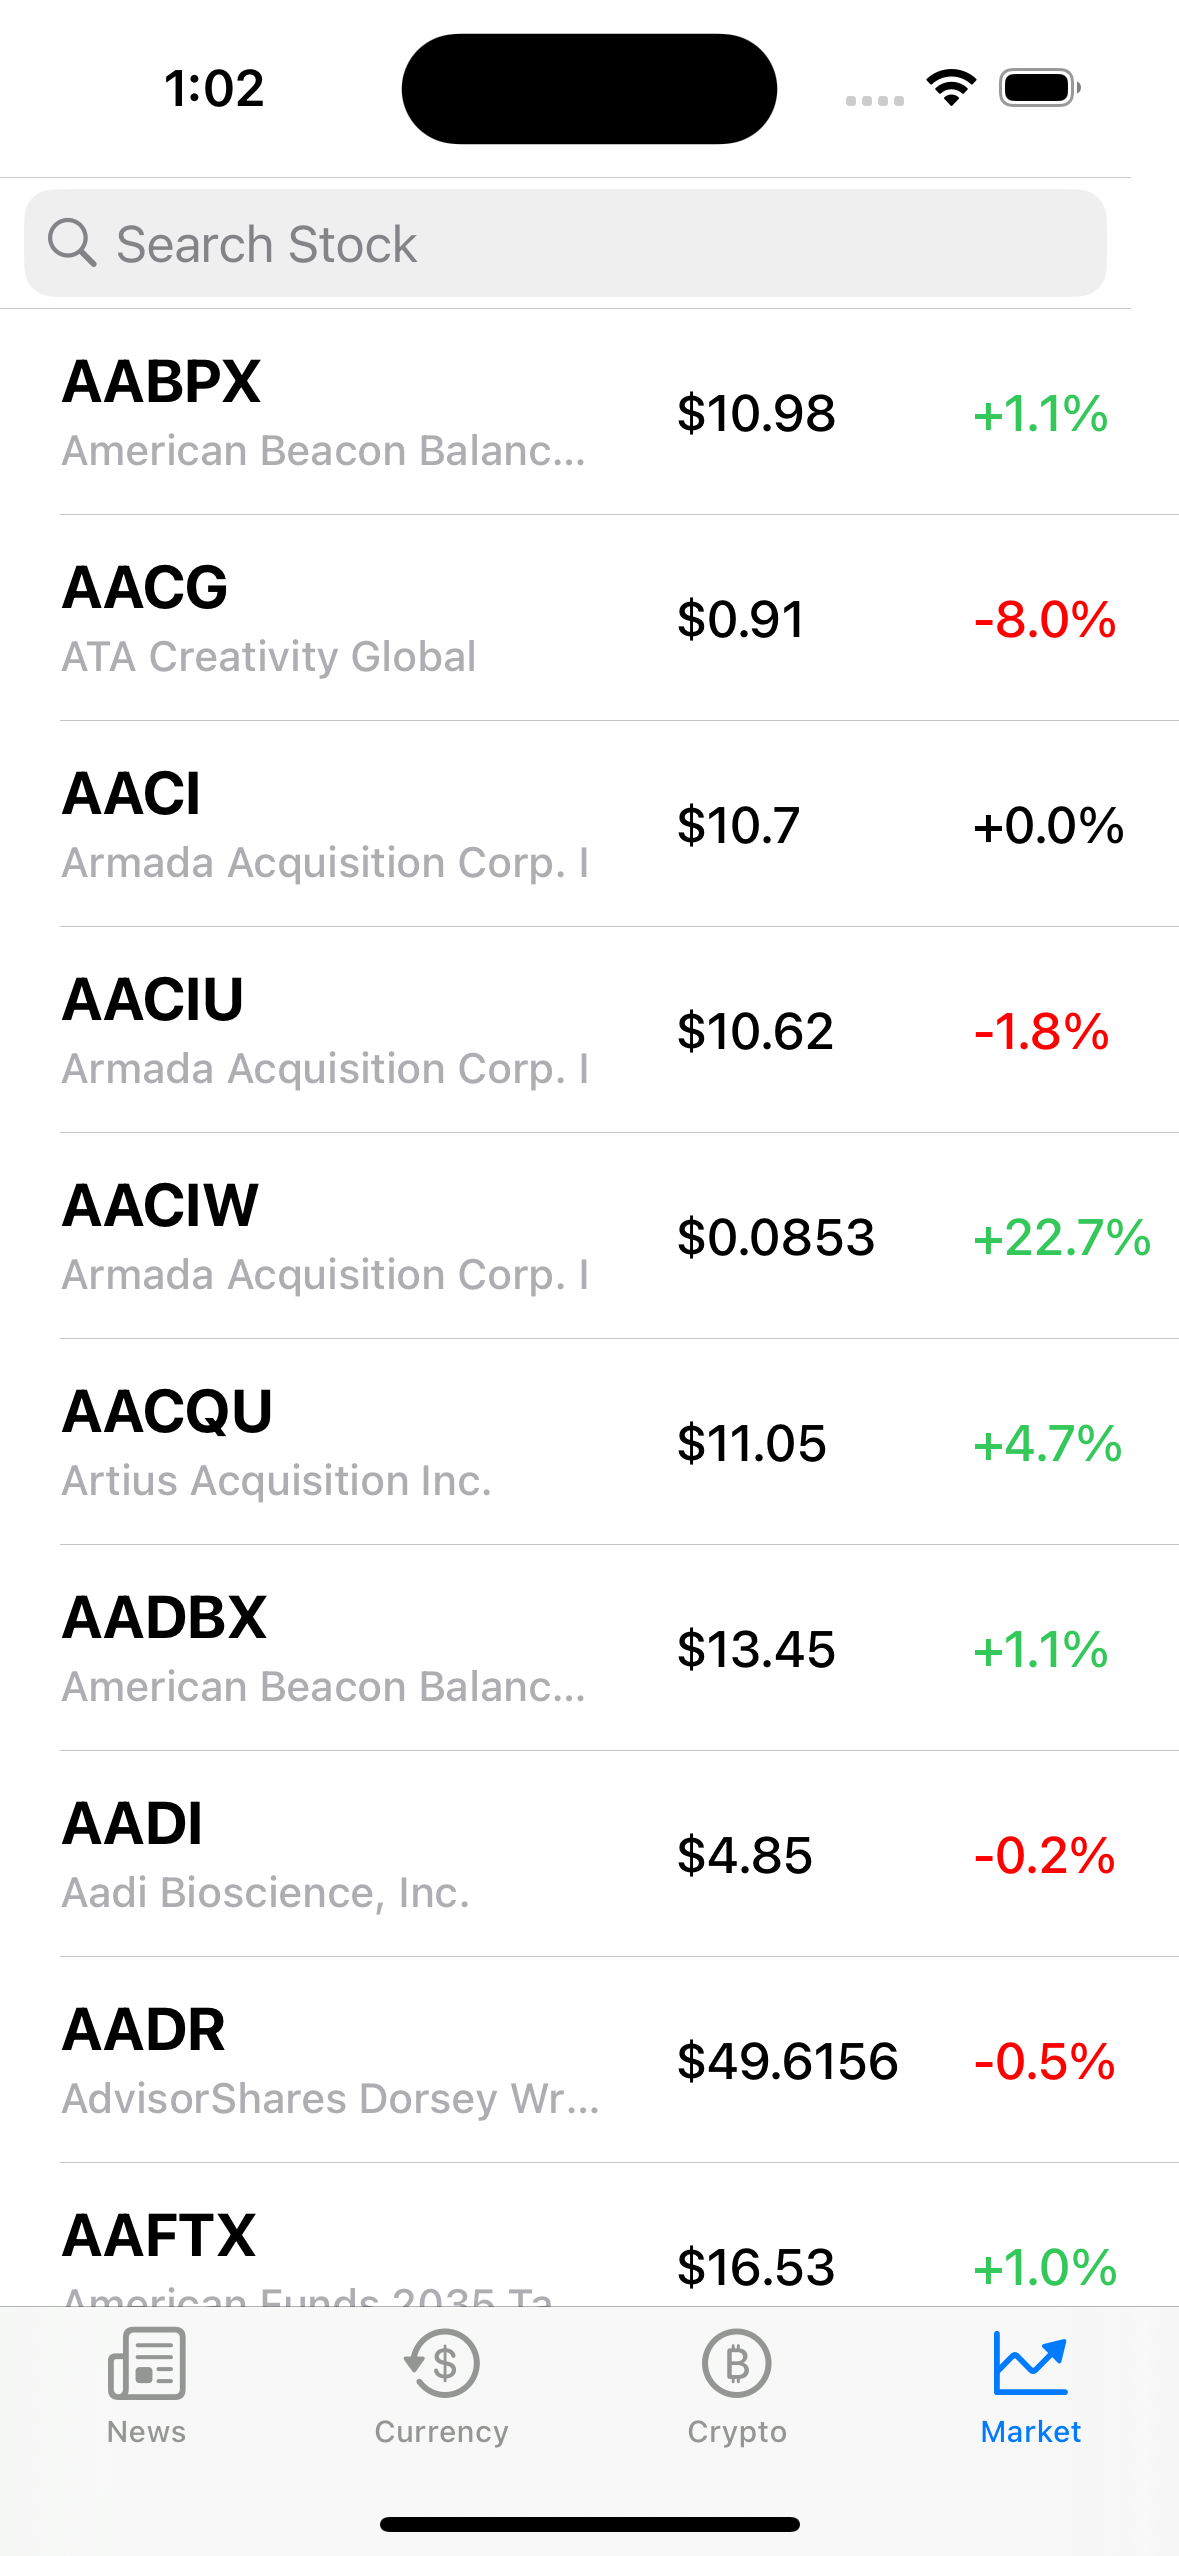 1:02
Search Stock
AABPX
American Beacon Balanc...
$10.98
+1.1%
AACG
ATA Creativity Global
$0.91
-8.0%
AACI
Armada Acquisition Corp. I
$10.7
+0.0%
AACIU
Armada Acquisition Corp. I
$10.62
-1.8%
AACIW
Armada Acquisition Corp. I
$0.0853
+22.7%
AACQU
Artius Acquisition Inc.
$11.05
+4.7%
AADBX
American Beacon Balanc...
$13.45
+1.1%
AADI
Aadi Bioscience, Inc.
$4.85
-0.2%
AADR
AdvisorShares Dorsey Wr...
$49.6156
-0.5%
AAFTX
American Funds 2035 Ta
$16.53
+1.0%
News
Currency
Crypto
Market